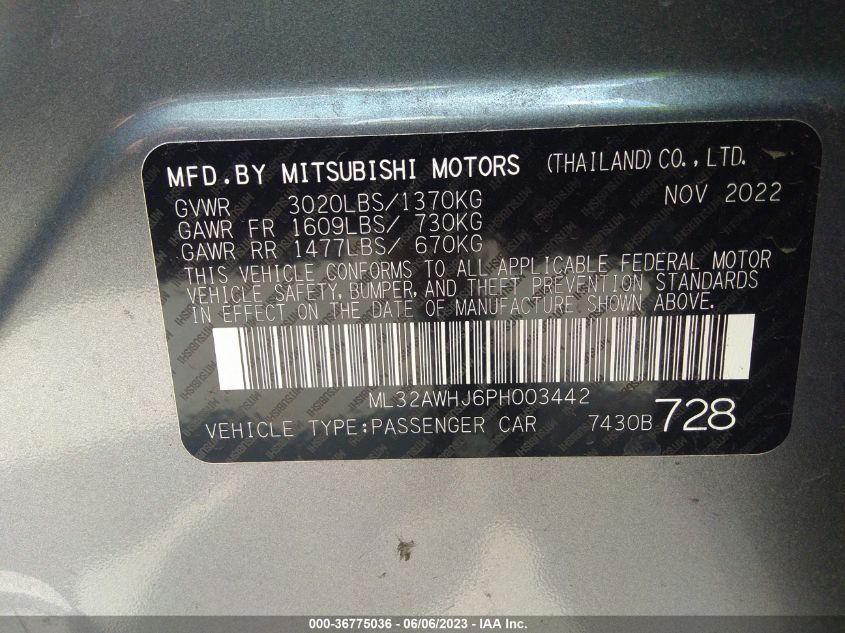 MFD.BY MITSUBISHI MOTORS (THAILAND) CO., LTD.
GVWR 3020LBS/1370KG NOV 2022
GAWR FR 1609LBS/ 730KG
GAWR RR 1477LBS/ 670KG
THIS VEHICLE CONFORMS TO ALL APPLICABLE FEDERAL MOTOR
VEHICLE SAFETY, BUMPER, AND THEFT PREVENTION STANDARDS
IN EFFECT ON THE DATE OF MANUFACTURE SHOWN ABOVE.
ML32AWHJ6PH003442
VEHICLE TYPE:PASSENGER CAR 7430B 728
000-36775036 - 06/06/2023 - IAA Inc.